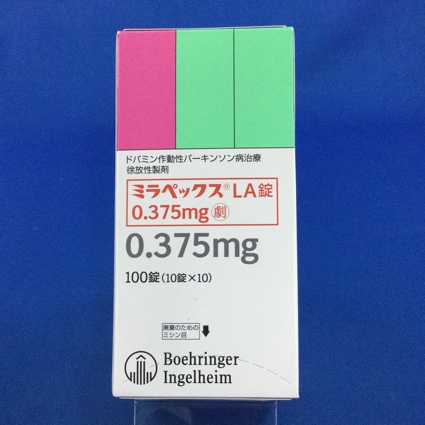 ドパミン作動性パーキンソン病治療
徐放性製剤
ミラペックス® LA錠
0.375mg 劇
0.375mg
100錠(10錠×10)
廃棄のための
ミシン目
Boehringer
Ingelheim